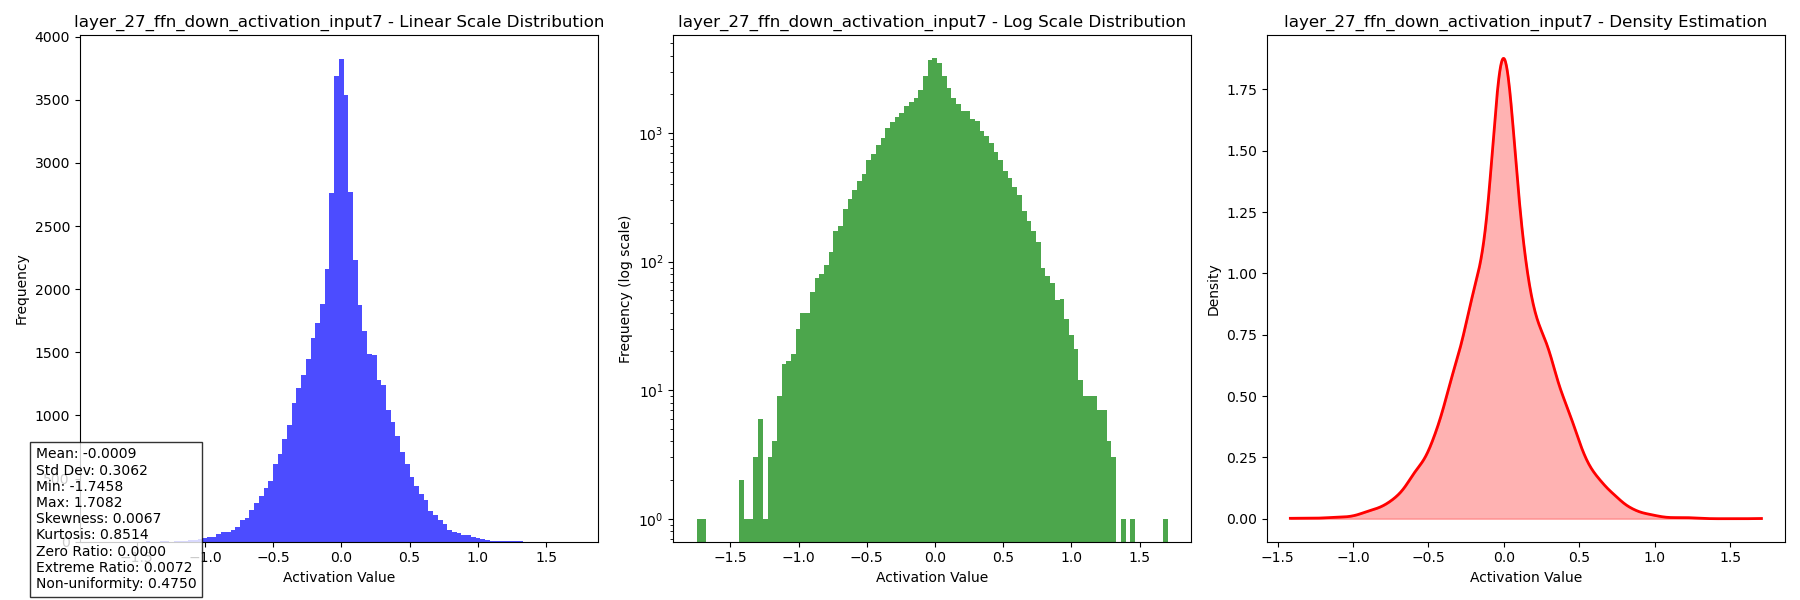 layer_27_ffn_down_activation_input7 - Linear Scale Distribution
4000
3500
3000
2500
2000
1500
1000
500
0
Frequency
−1.0
−0.5
0.0
0.5
1.0
1.5
Activation Value
Mean: -0.0009
Std Dev: 0.3062
Min: -1.7458
Max: 1.7082
Skewness: 0.0067
Kurtosis: 0.8514
Zero Ratio: 0.0000
Extreme Ratio: 0.0072
Non-uniformity: 0.4750
layer_27_ffn_down_activation_input7 - Log Scale Distribution
10³
10²
10¹
10⁰
Frequency (log scale)
−1.5
−1.0
−0.5
0.0
0.5
1.0
1.5
Activation Value
layer_27_ffn_down_activation_input7 - Density Estimation
1.75
1.50
1.25
1.00
0.75
0.50
0.25
0.00
Density
−1.5
−1.0
−0.5
0.0
0.5
1.0
1.5
Activation Value